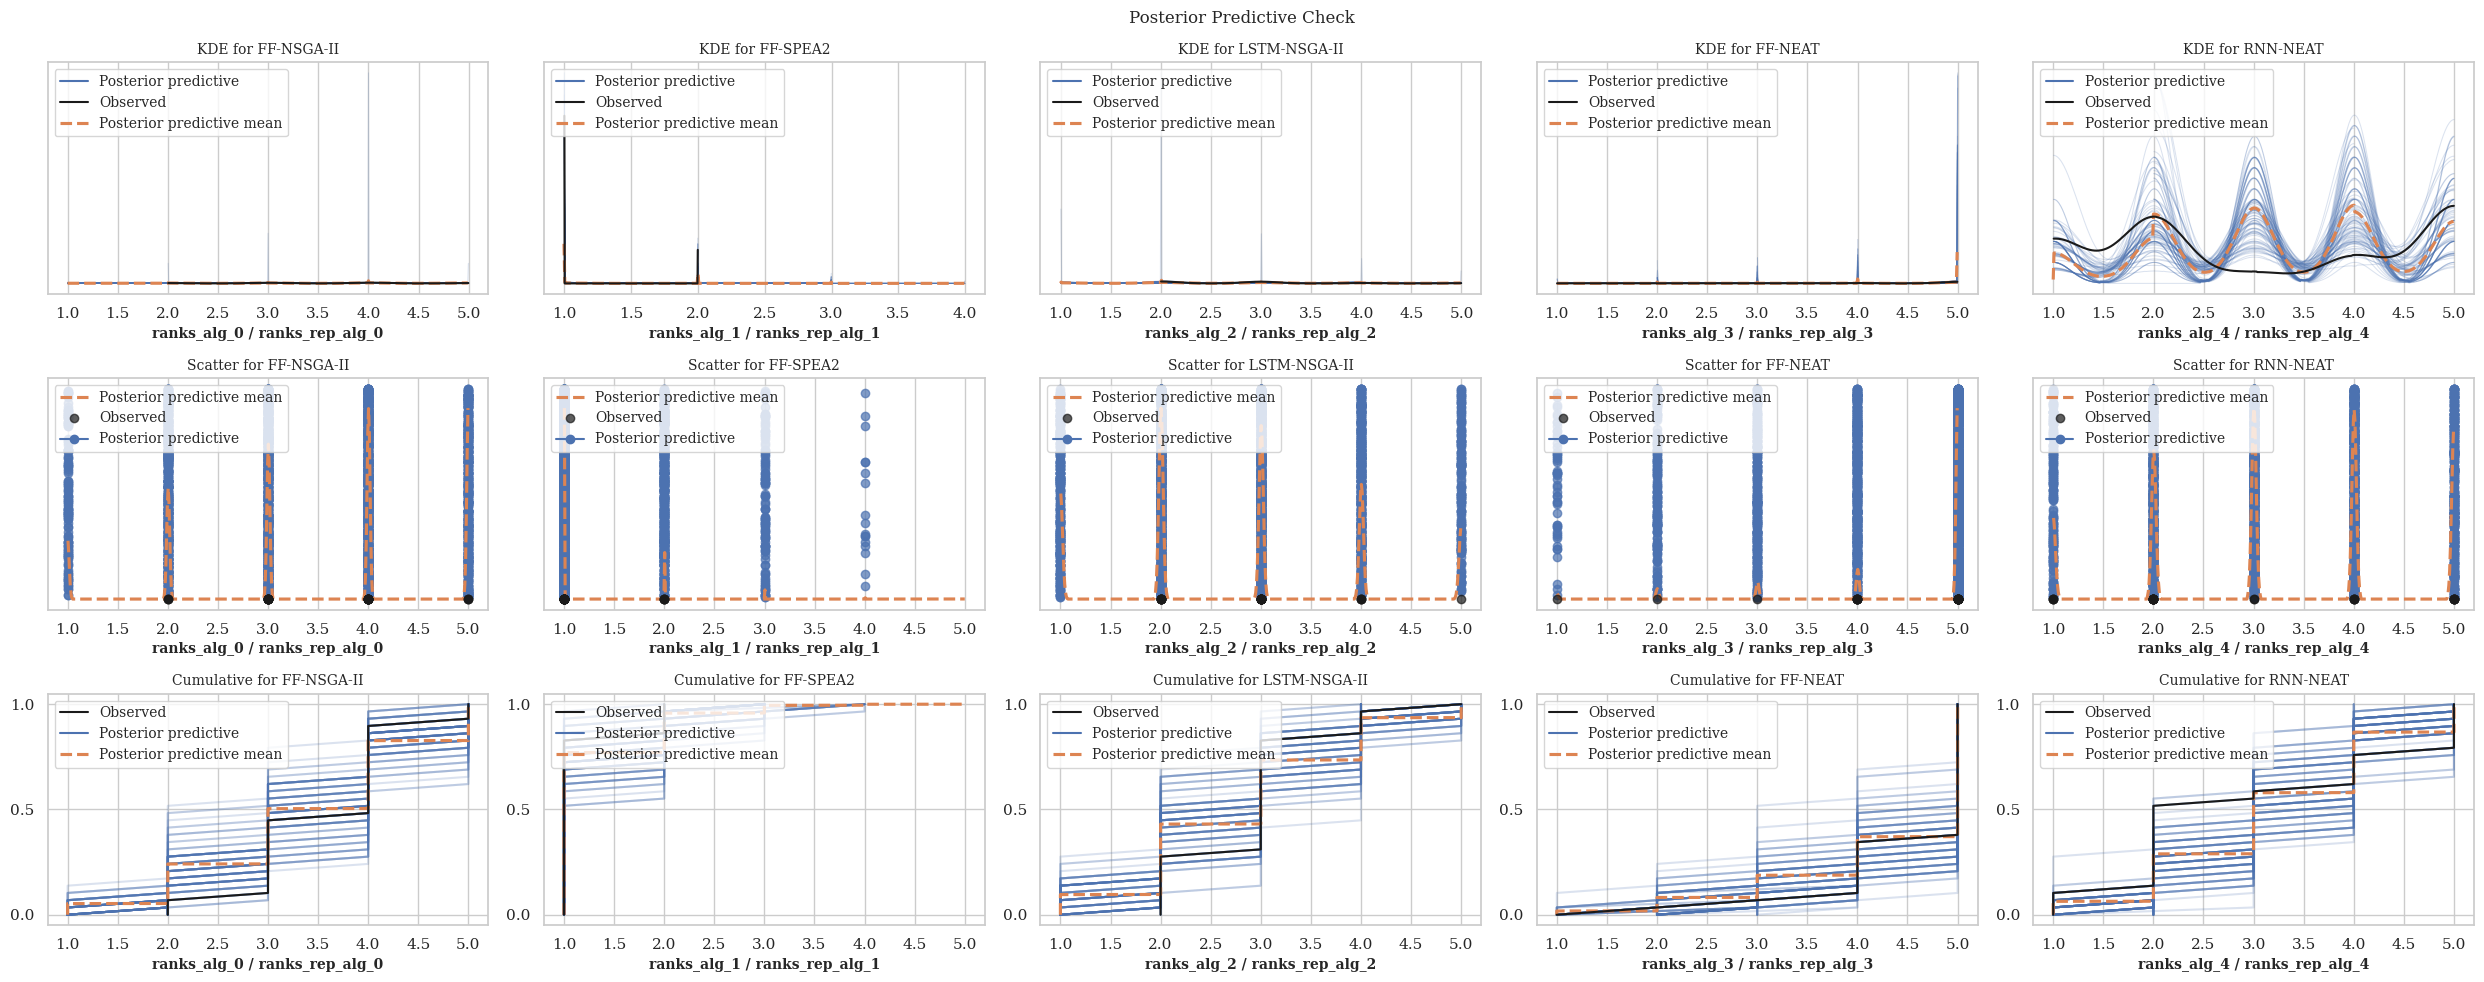 Posterior Predictive Check
KDE for FF-NSGA-II
Posterior predictive
Observed
Posterior predictive mean
1.0 1.5 2.0 2.5 3.0 3.5 4.0 4.5 5.0
ranks_alg_0 / ranks_rep_alg_0
KDE for FF-SPEA2
Posterior predictive
Observed
Posterior predictive mean
1.0 1.5 2.0 2.5 3.0 3.5 4.0
ranks_alg_1 / ranks_rep_alg_1
KDE for LSTM-NSGA-II
Posterior predictive
Observed
Posterior predictive mean
1.0 1.5 2.0 2.5 3.0 3.5 4.0 4.5 5.0
ranks_alg_2 / ranks_rep_alg_2
KDE for FF-NEAT
Posterior predictive
Observed
Posterior predictive mean
1.0 1.5 2.0 2.5 3.0 3.5 4.0 4.5 5.0
ranks_alg_3 / ranks_rep_alg_3
KDE for RNN-NEAT
Posterior predictive
Observed
Posterior predictive mean
1.0 1.5 2.0 2.5 3.0 3.5 4.0 4.5 5.0
ranks_alg_4 / ranks_rep_alg_4
Scatter for FF-NSGA-II
Posterior predictive mean
Observed
Posterior predictive
1.0 1.5 2.0 2.5 3.0 3.5 4.0 4.5 5.0
ranks_alg_0 / ranks_rep_alg_0
Scatter for FF-SPEA2
Posterior predictive mean
Observed
Posterior predictive
1.0 1.5 2.0 2.5 3.0 3.5 4.0 4.5 5.0
ranks_alg_1 / ranks_rep_alg_1
Scatter for LSTM-NSGA-II
Posterior predictive mean
Observed
Posterior predictive
1.0 1.5 2.0 2.5 3.0 3.5 4.0 4.5 5.0
ranks_alg_2 / ranks_rep_alg_2
Scatter for FF-NEAT
Posterior predictive mean
Observed
Posterior predictive
1.0 1.5 2.0 2.5 3.0 3.5 4.0 4.5 5.0
ranks_alg_3 / ranks_rep_alg_3
Scatter for RNN-NEAT
Posterior predictive mean
Observed
Posterior predictive
1.0 1.5 2.0 2.5 3.0 3.5 4.0 4.5 5.0
ranks_alg_4 / ranks_rep_alg_4
Cumulative for FF-NSGA-II
1.0
0.5
0.0
Observed
Posterior predictive
Posterior predictive mean
1.0 1.5 2.0 2.5 3.0 3.5 4.0 4.5 5.0
ranks_alg_0 / ranks_rep_alg_0
Cumulative for FF-SPEA2
1.0
0.5
0.0
Observed
Posterior predictive
Posterior predictive mean
1.0 1.5 2.0 2.5 3.0 3.5 4.0 4.5 5.0
ranks_alg_1 / ranks_rep_alg_1
Cumulative for LSTM-NSGA-II
1.0
0.5
0.0
Observed
Posterior predictive
Posterior predictive mean
1.0 1.5 2.0 2.5 3.0 3.5 4.0 4.5 5.0
ranks_alg_2 / ranks_rep_alg_2
Cumulative for FF-NEAT
1.0
0.5
0.0
Observed
Posterior predictive
Posterior predictive mean
1.0 1.5 2.0 2.5 3.0 3.5 4.0 4.5 5.0
ranks_alg_3 / ranks_rep_alg_3
Cumulative for RNN-NEAT
1.0
0.5
0.0
Observed
Posterior predictive
Posterior predictive mean
1.0 1.5 2.0 2.5 3.0 3.5 4.0 4.5 5.0
ranks_alg_4 / ranks_rep_alg_4